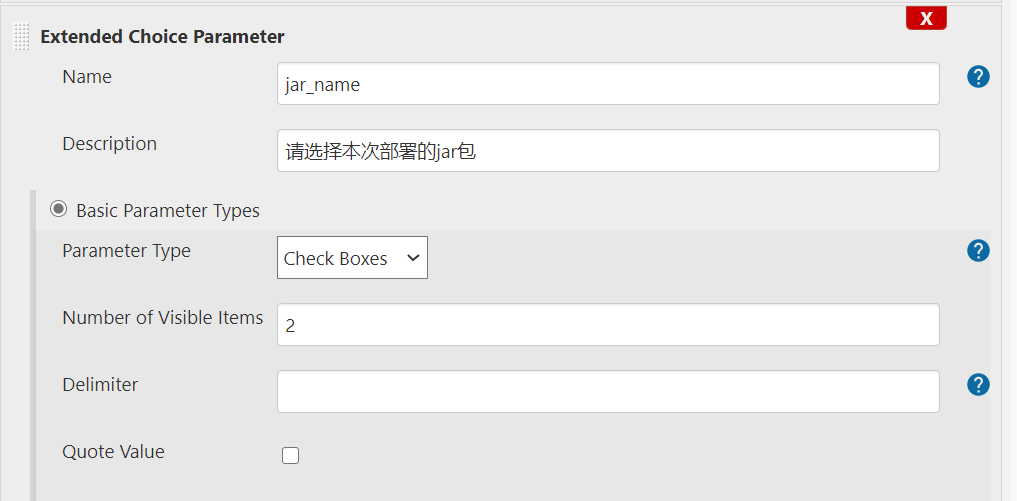 X
Extended Choice Parameter
Name
jar_name
?
Description
请选择本次部署的jar包
Basic Parameter Types
Parameter Type
Check Boxes
?
Number of Visible Items
2
Delimiter
?
Quote Value